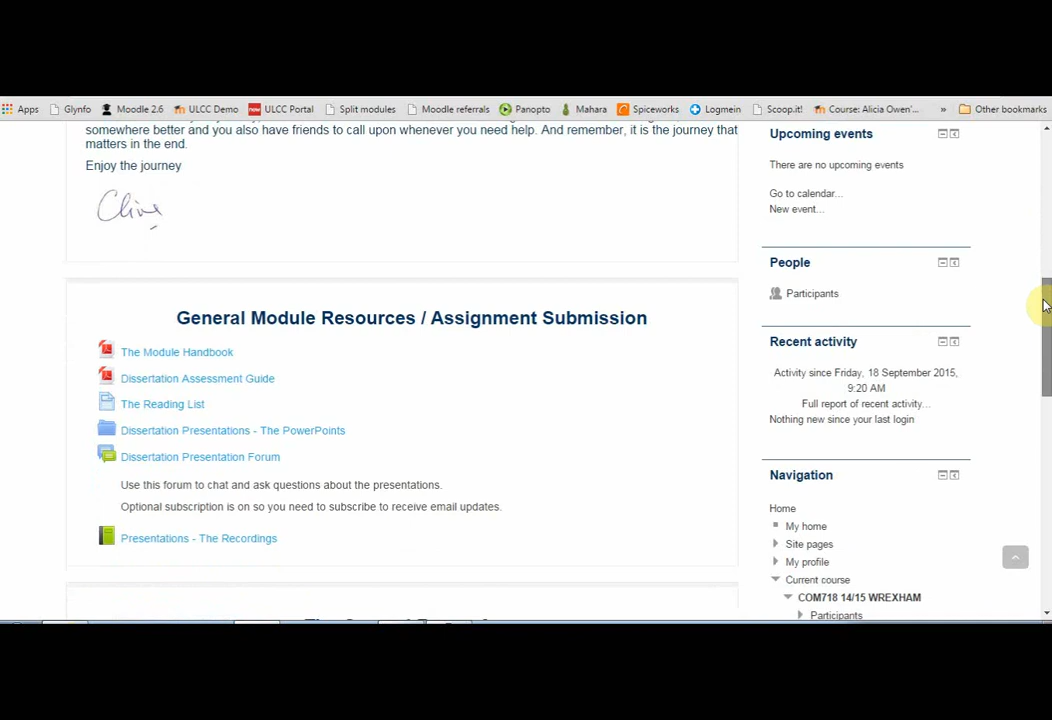 Apps Glynfo Moodle 2.6 ULCC Demo ULCC Portal Split modules Moodle referrals Panopto Mahara Spiceworks Logmein Scoop.it! Course: Alicia Owen'... » Other bookmarks
somewhere better and you also have friends to call upon whenever you need help. And remember, it is the journey that
matters in the end.
Enjoy the journey
Clive
General Module Resources / Assignment Submission
The Module Handbook
Dissertation Assessment Guide
The Reading List
Dissertation Presentations - The PowerPoints
Dissertation Presentation Forum
Use this forum to chat and ask questions about the presentations.
Optional subscription is on so you need to subscribe to receive email updates.
Presentations - The Recordings
Upcoming events
There are no upcoming events
Go to calendar...
New event...
People
Participants
Recent activity
Activity since Friday, 18 September 2015,
9:20 AM
Full report of recent activity...
Nothing new since your last login
Navigation
Home
My home
Site pages
My profile
Current course
COM718 14/15 WREXHAM
Participants